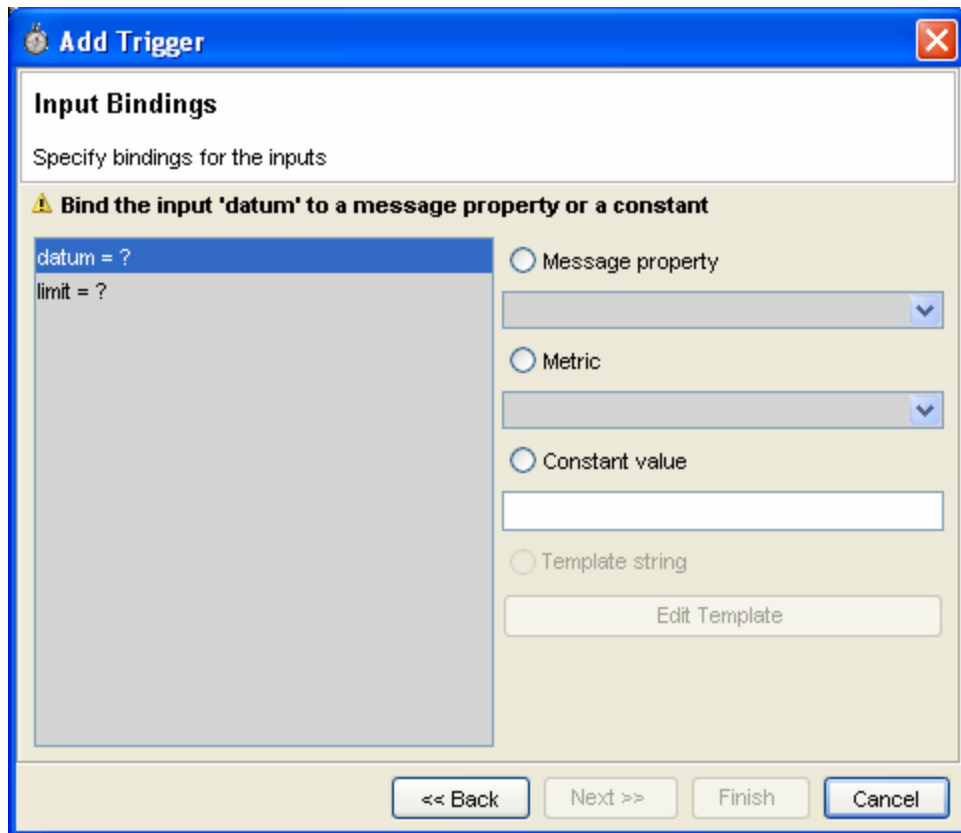 Add Trigger
Input Bindings
Specify bindings for the inputs
Bind the input 'datum' to a message property or a constant
datum = ?
limit = ?
Message property
Metric
Constant value
Template string
Edit Template
<< Back
Next >>
Finish
Cancel